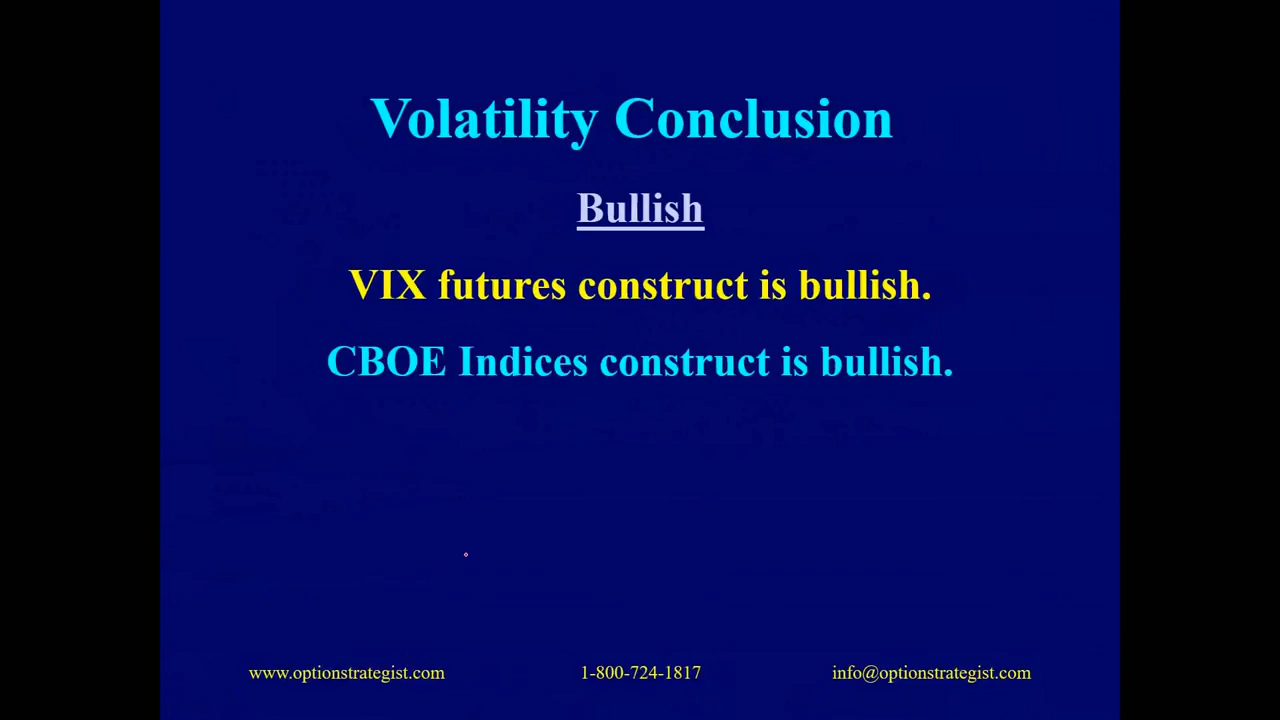 Volatility Conclusion
Bullish
VIX futures construct is bullish.
CBOE Indices construct is bullish.
www.optionstrategist.com 1-800-724-1817 info@optionstrategist.com